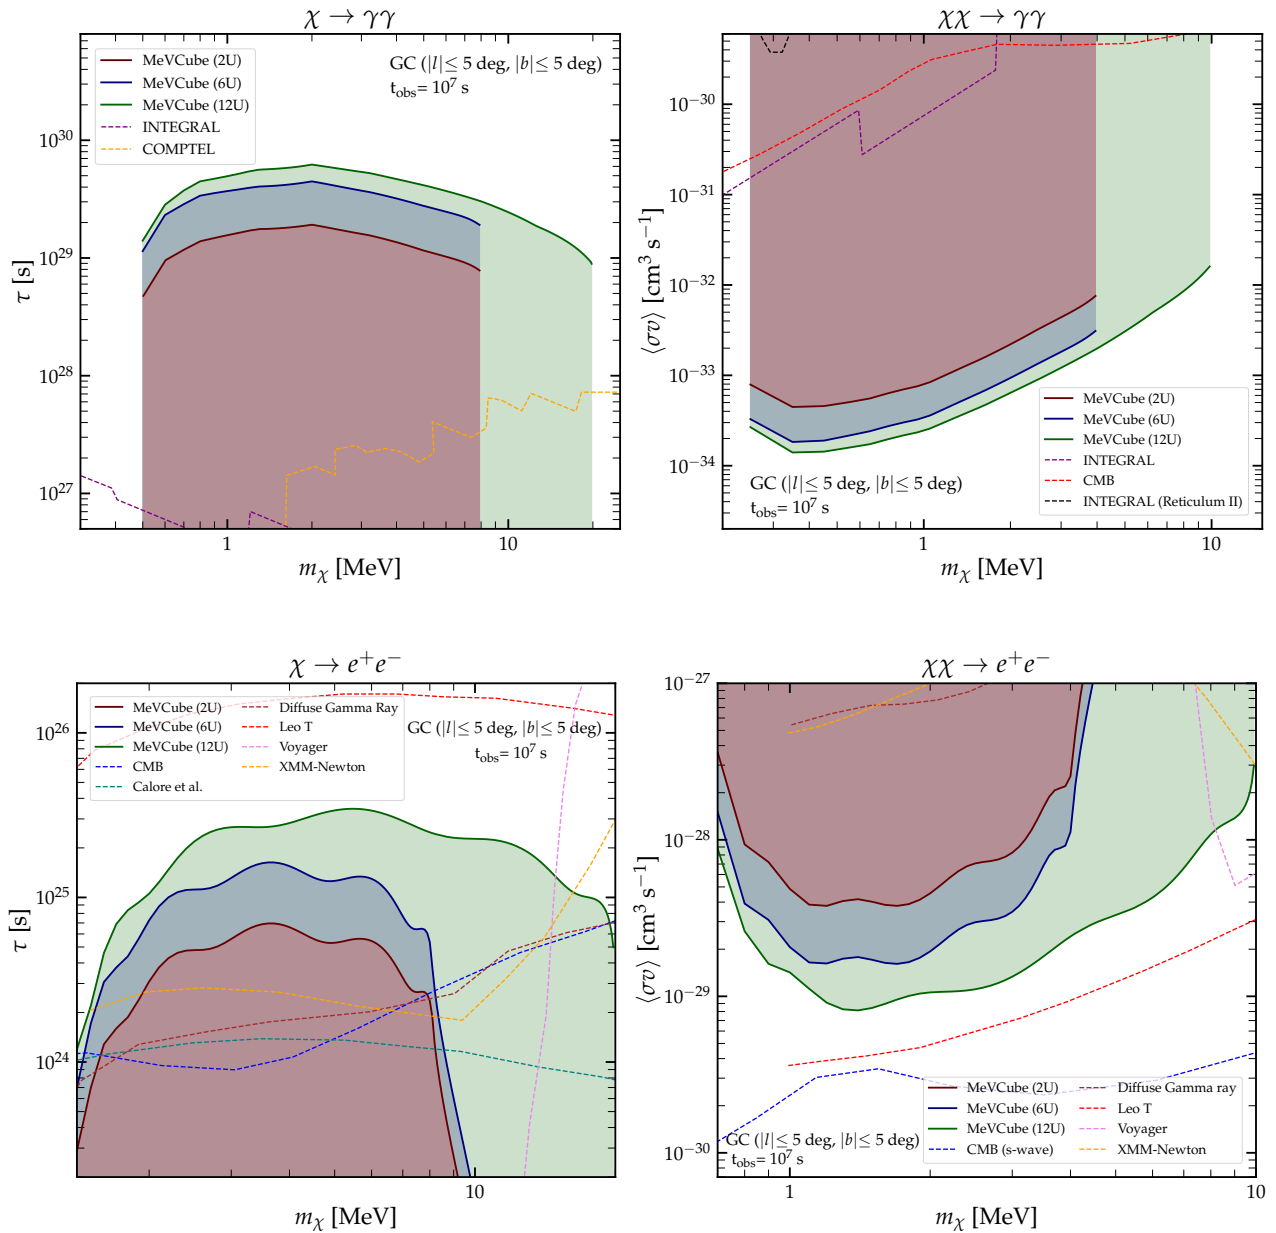 χ → γγ
MeVCube (2U)
MeVCube (6U)
MeVCube (12U)
INTEGRAL
COMPTEL
GC (|l|≤ 5 deg, |b|≤ 5 deg)
t_obs= 10^7 s
10^30
10^29
10^28
10^27
τ [s]
1
10
m_χ [MeV]
χχ → γγ
10^−30
10^−31
10^−32
10^−33
10^−34
⟨σv⟩ [cm^3 s^−1]
MeVCube (2U)
MeVCube (6U)
MeVCube (12U)
INTEGRAL
CMB
INTEGRAL (Reticulum II)
GC (|l|≤ 5 deg, |b|≤ 5 deg)
t_obs= 10^7 s
1
10
m_χ [MeV]
χ → e^+e^−
MeVCube (2U)
MeVCube (6U)
MeVCube (12U)
CMB
Calore et al.
Diffuse Gamma Ray
Leo T
Voyager
XMM-Newton
GC (|l|≤ 5 deg, |b|≤ 5 deg)
t_obs= 10^7 s
10^26
10^25
10^24
τ [s]
10
m_χ [MeV]
χχ → e^+e^−
10^−27
10^−28
10^−29
10^−30
⟨σv⟩ [cm^3 s^−1]
MeVCube (2U)
MeVCube (6U)
MeVCube (12U)
CMB (s-wave)
Diffuse Gamma ray
Leo T
Voyager
XMM-Newton
GC (|l|≤ 5 deg, |b|≤ 5 deg)
t_obs= 10^7 s
1
10
m_χ [MeV]